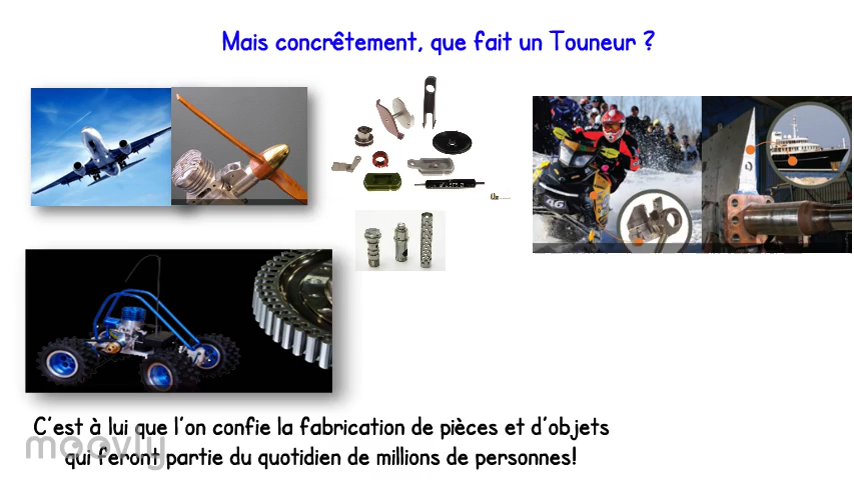 Mais concrêtement, que fait un Touneur ?
46
C'est à lui que l'on confie la fabrication de pièces et d'objets
qui feront partie du quotidien de millions de personnes!
moovly